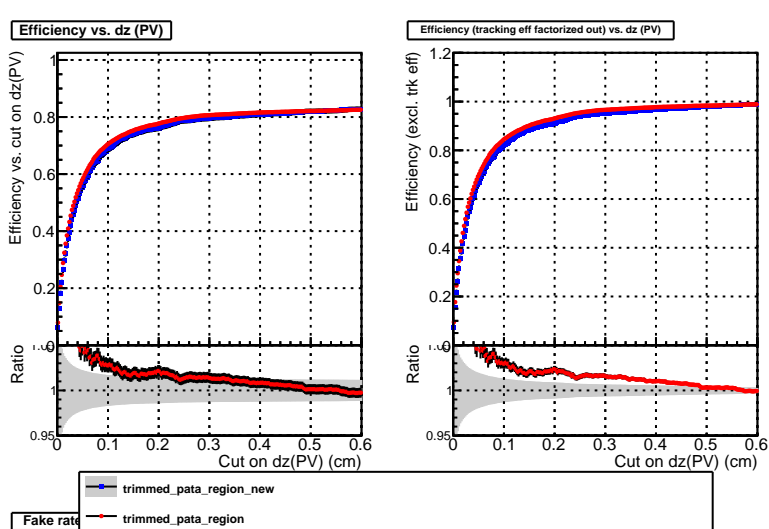 Efficiency vs. dz (PV)
Efficiency vs. cut on dz(PV)
1
0.8
0.6
0.4
0.2
0
Ratio
1
0.95
0 0.1 0.2 0.3 0.4 0.5 0.6
Cut on dz(PV) (cm)
Efficiency (tracking eff factorized out) vs. dz (PV)
Efficiency (excl. trk eff)
1.2
1
0.8
0.6
0.4
0.2
0
Ratio
1
0.95
0 0.1 0.2 0.3 0.4 0.5 0.6
Cut on dz(PV) (cm)
trimmed_pata_region_new
trimmed_pata_region
Fake rate